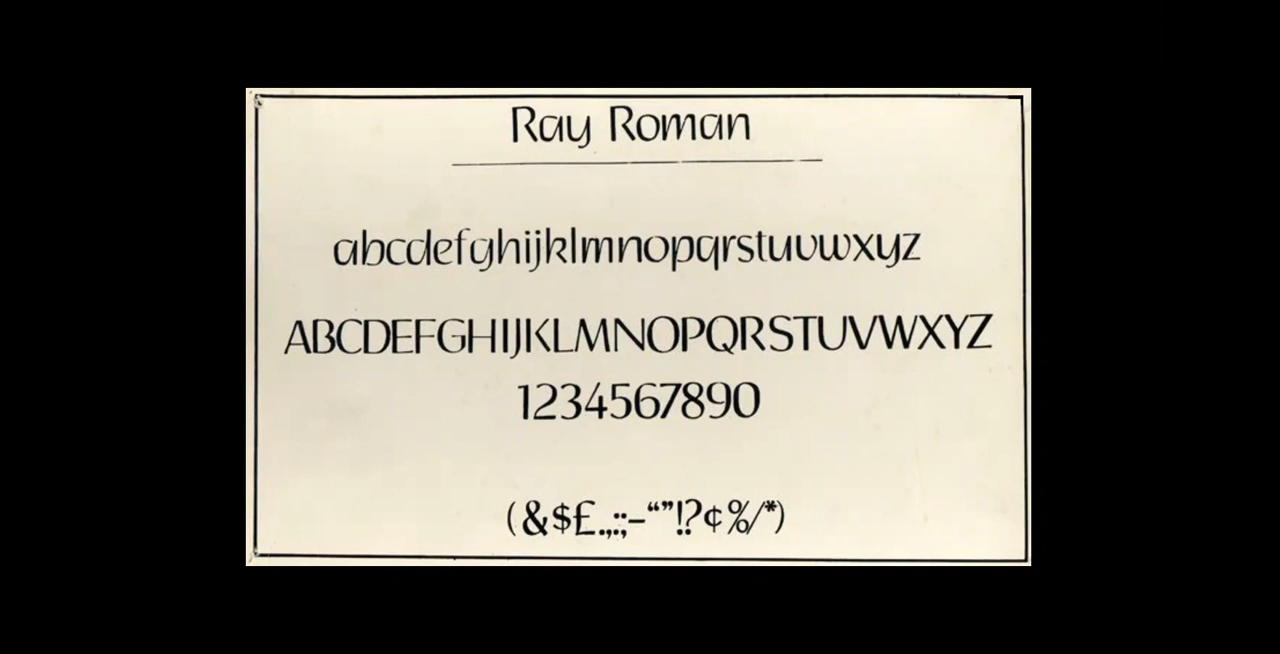 Ray Roman
abcdefghijklmnopqrstuvwxyz
ABCDEFGHIJKLMNOPQRSTUVWXYZ
1234567890
(&$£.,:;-“”!?¢%/*)